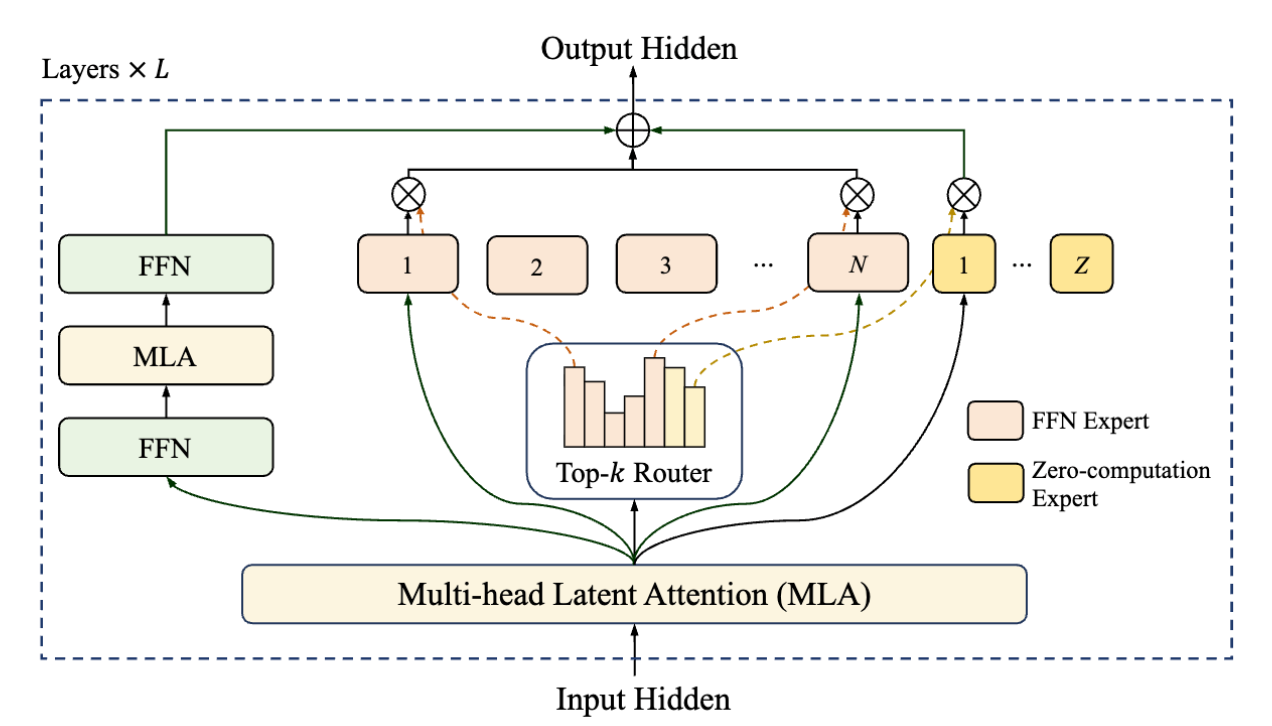 Output Hidden
Layers × L
FFN
MLA
FFN
1
2
3
...
N
1
...
Z
Top-k Router
FFN Expert
Zero-computation
Expert
Multi-head Latent Attention (MLA)
Input Hidden